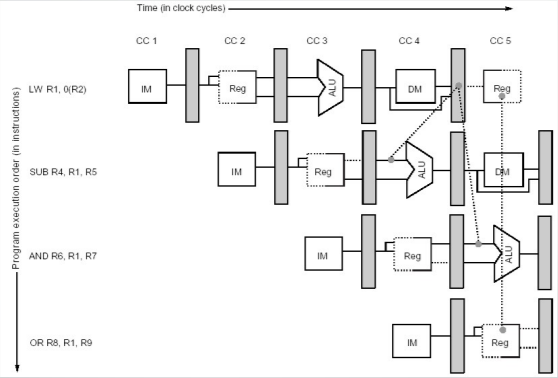 Time (in clock cycles)
CC 1 CC 2 CC 3 CC 4 CC 5
Program execution order (in instructions)
LW R1, 0(R2)
IM Reg ALU DM Reg
SUB R4, R1, R5
IM Reg ALU DM
AND R6, R1, R7
IM Reg ALU
OR R8, R1, R9
IM Reg